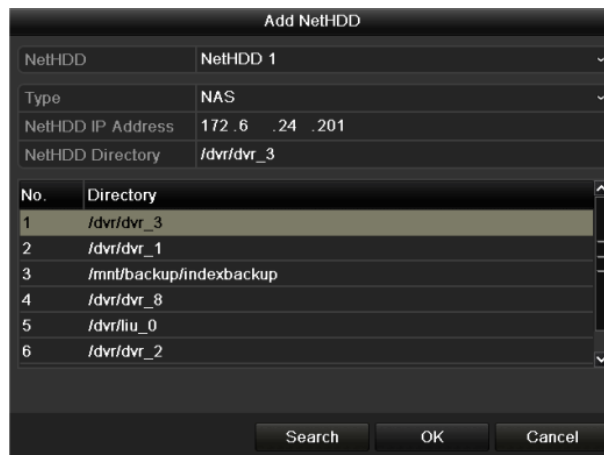 Add NetHDD
NetHDD NetHDD 1
Type NAS
NetHDD IP Address 172 .6 .24 .201
NetHDD Directory /dvr/dvr_3
No. Directory
1 /dvr/dvr_3
2 /dvr/dvr_1
3 /mnt/backup/indexbackup
4 /dvr/dvr_8
5 /dvr/liu_0
6 /dvr/dvr_2
Search OK Cancel